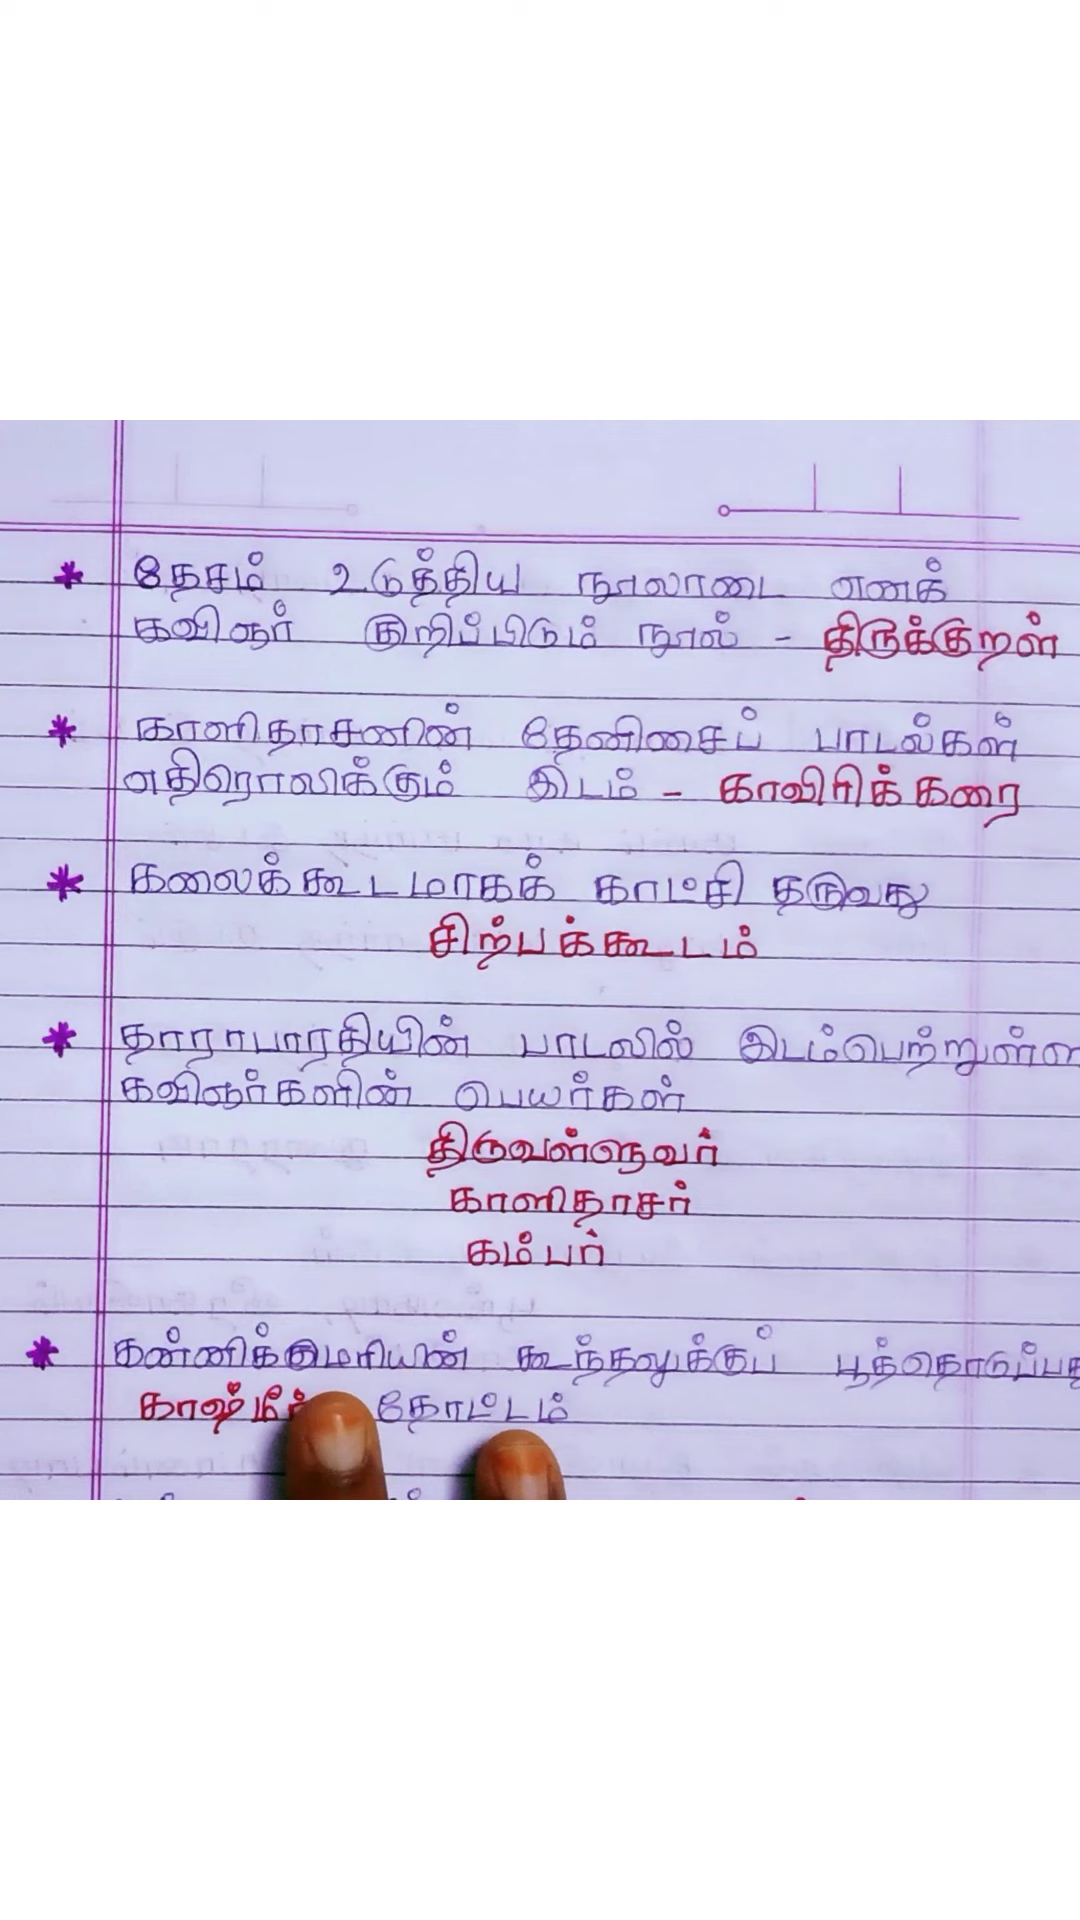 * தேசம் உடுத்திய நூலாடை எனக்
கவிஞர் குறிப்பிடும் நூல் - திருக்குறள்
* காளிதாசனின் தேனிசைப் பாடல்கள்
எதிரொலிக்கும் இடம் - காவிரிக்கரை
* கலைக்கூடமாகக் காட்சி தருவது
சிற்பக்கூடம்
* தாராபாரதியின் பாடலில் இடம்பெற்றுள்ள
கவிஞர்களின் பெயர்கள்
திருவள்ளுவர்
காளிதாசர்
கம்பர்
* கன்னிக்குமரியின் கூந்தலுக்குப்
தோட்டம்